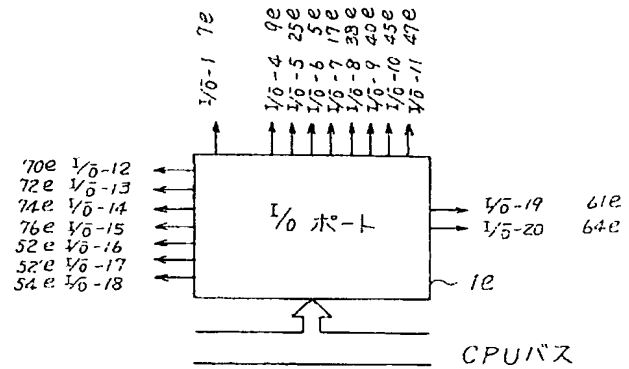 I/O-1 7e
I/O-4 9e
I/O-5 25e
I/O-6 5e
I/O-7 17e
I/O-8 38e
I/O-9 40e
I/O-10 45e
I/O-11 47e
70e I/O-12
72e I/O-13
74e I/O-14
76e I/O-15
52e I/O-16
52'e I/O-17
54e I/O-18
I/O ポート
I/O-19 61e
I/O-20 64e
1e
CPUバス